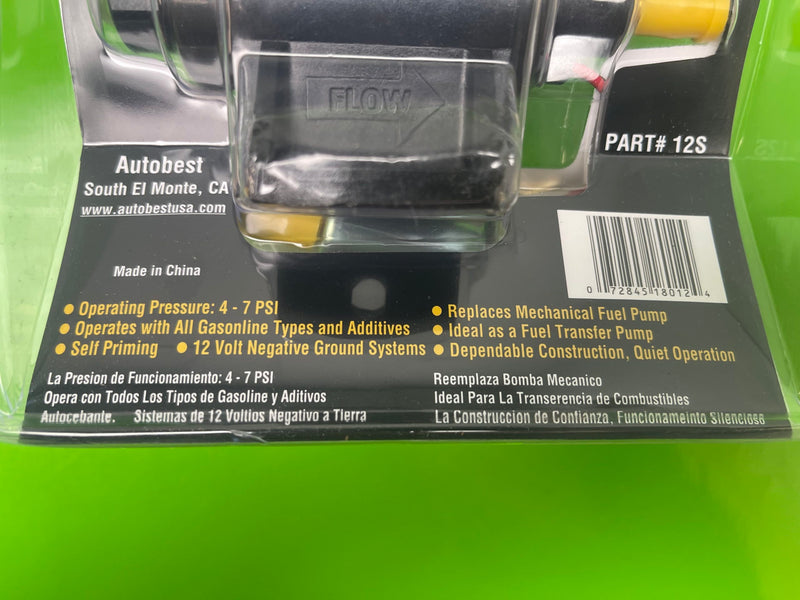 FLOW
PART# 12S
Autobest
South El Monte, CA
www.autobestusa.com
Made in China
0 72845 18012 4
• Operating Pressure: 4 - 7 PSI
• Operates with All Gasonline Types and Additives
• Self Priming • 12 Volt Negative Ground Systems
• Replaces Mechanical Fuel Pump
• Ideal as a Fuel Transfer Pump
• Dependable Construction, Quiet Operation
La Presion de Funcionamiento: 4 - 7 PSI
Opera con Todos Los Tipos de Gasoline y Aditivos
Autocebante. Sistemas de 12 Voltios Negativo a Tierra
Reemplaza Bomba Mecanico
Ideal Para La Transerencia de Combustibles
La Construccion de Confianza, Funcionameinto Silencioso